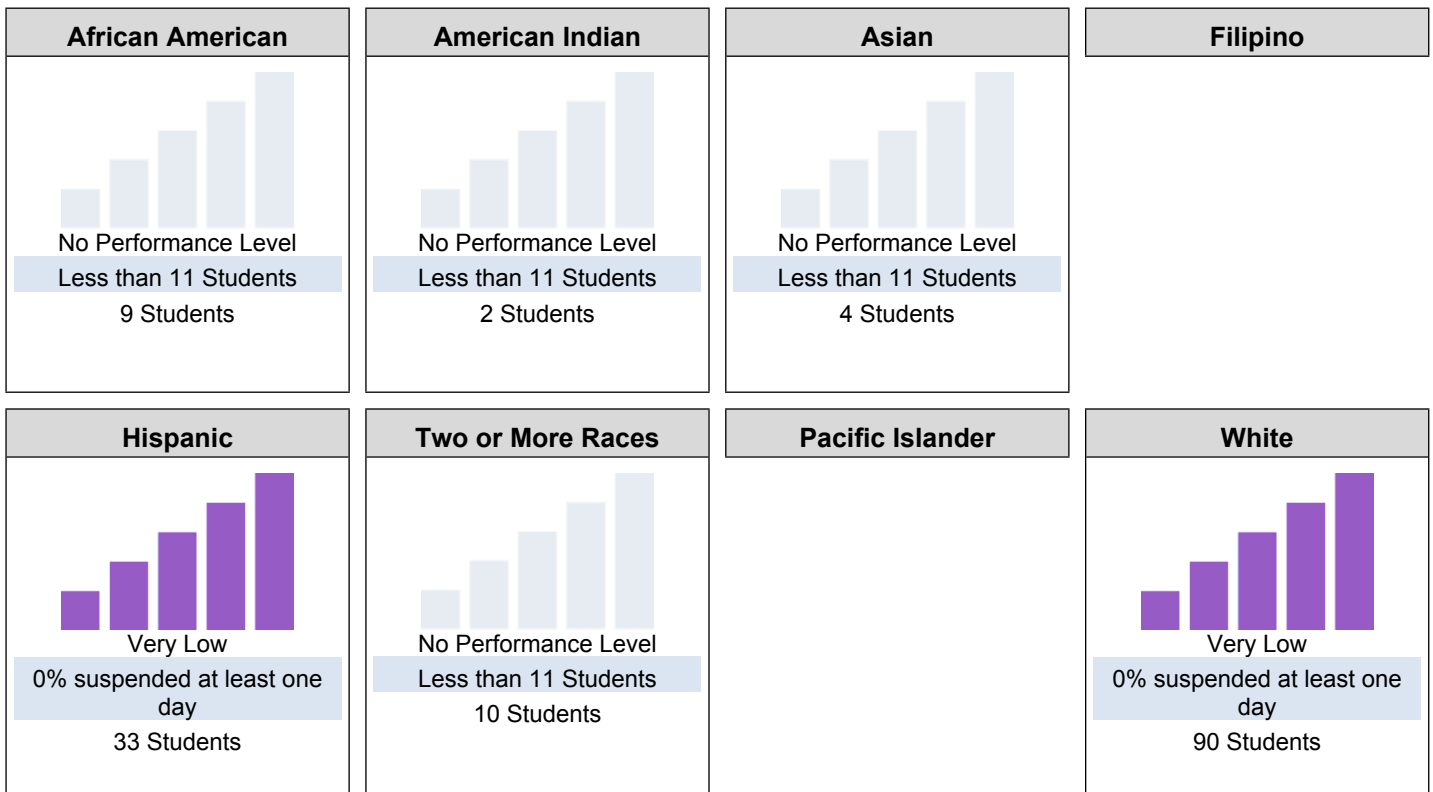 African American
No Performance Level
Less than 11 Students
9 Students
American Indian
No Performance Level
Less than 11 Students
2 Students
Asian
No Performance Level
Less than 11 Students
4 Students
Filipino
Hispanic
Very Low
0% suspended at least one
day
33 Students
Two or More Races
No Performance Level
Less than 11 Students
10 Students
Pacific Islander
White
Very Low
0% suspended at least one
day
90 Students